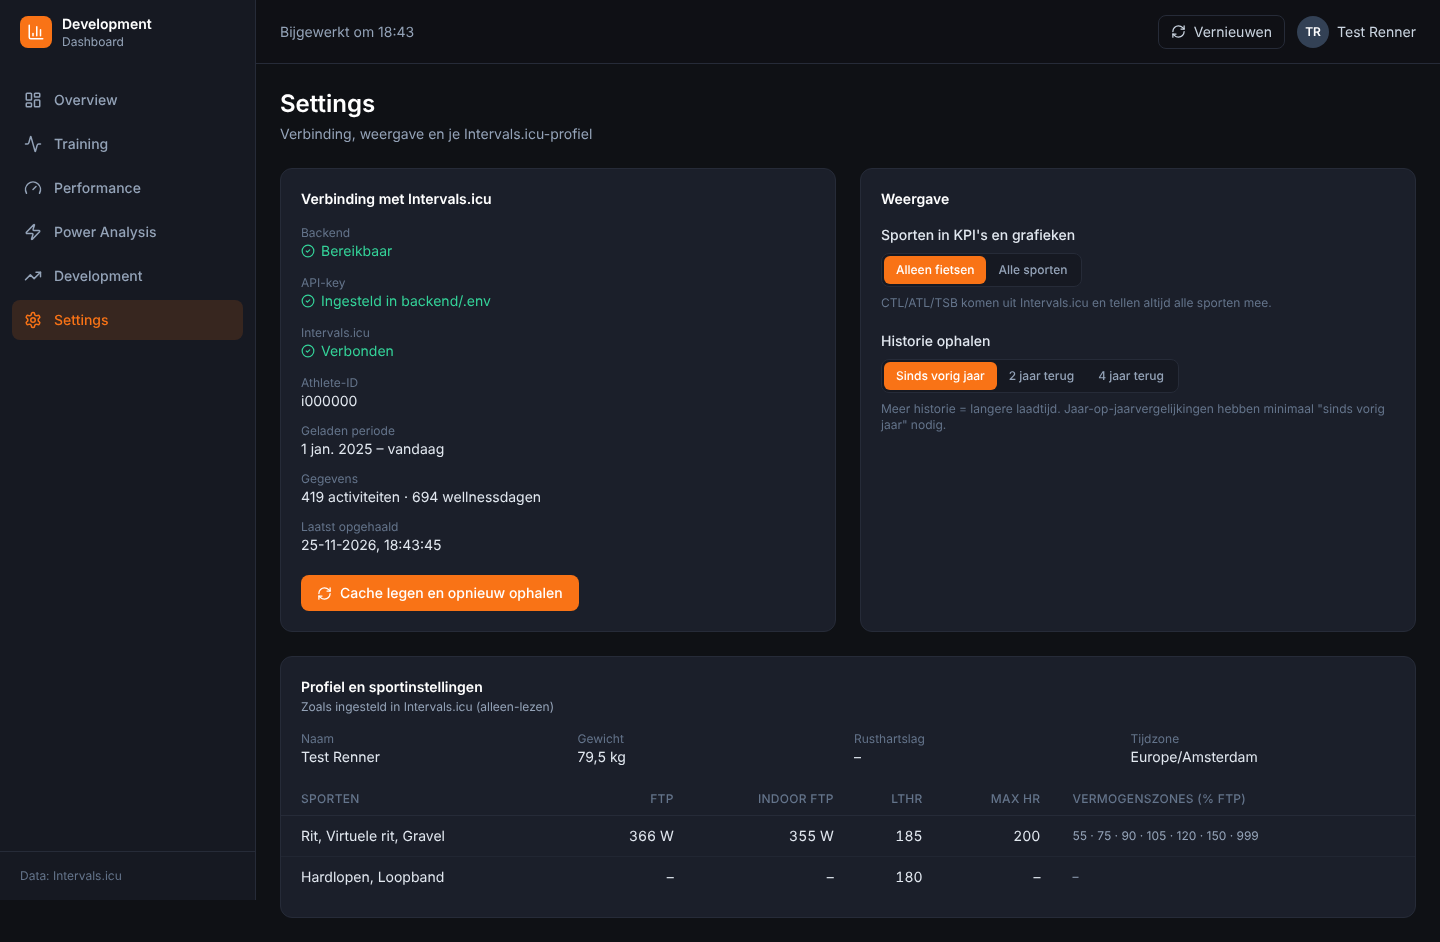 Development
Dashboard
Overview
Training
Performance
Power Analysis
Development
Settings
Data: Intervals.icu
Bijgewerkt om 18:43
Vernieuwen
TR
Test Renner
Settings
Verbinding, weergave en je Intervals.icu-profiel
Verbinding met Intervals.icu
Backend
Bereikbaar
API-key
Ingesteld in backend/.env
Intervals.icu
Verbonden
Athlete-ID
i000000
Geladen periode
1 jan. 2025 – vandaag
Gegevens
419 activiteiten · 694 wellnessdagen
Laatst opgehaald
25-11-2026, 18:43:45
Cache legen en opnieuw ophalen
Weergave
Sporten in KPI's en grafieken
Alleen fietsen Alle sporten
CTL/ATL/TSB komen uit Intervals.icu en tellen altijd alle sporten mee.
Historie ophalen
Sinds vorig jaar 2 jaar terug 4 jaar terug
Meer historie = langere laadtijd. Jaar-op-jaarvergelijkingen hebben minimaal "sinds vorig
jaar" nodig.
Profiel en sportinstellingen
Zoals ingesteld in Intervals.icu (alleen-lezen)
Naam Gewicht Rusthartslag Tijdzone
Test Renner 79,5 kg – Europe/Amsterdam
SPORTEN FTP INDOOR FTP LTHR MAX HR VERMOGENSZONES (% FTP)
Rit, Virtuele rit, Gravel 366 W 355 W 185 200 55 · 75 · 90 · 105 · 120 · 150 · 999
Hardlopen, Loopband – – 180 – –